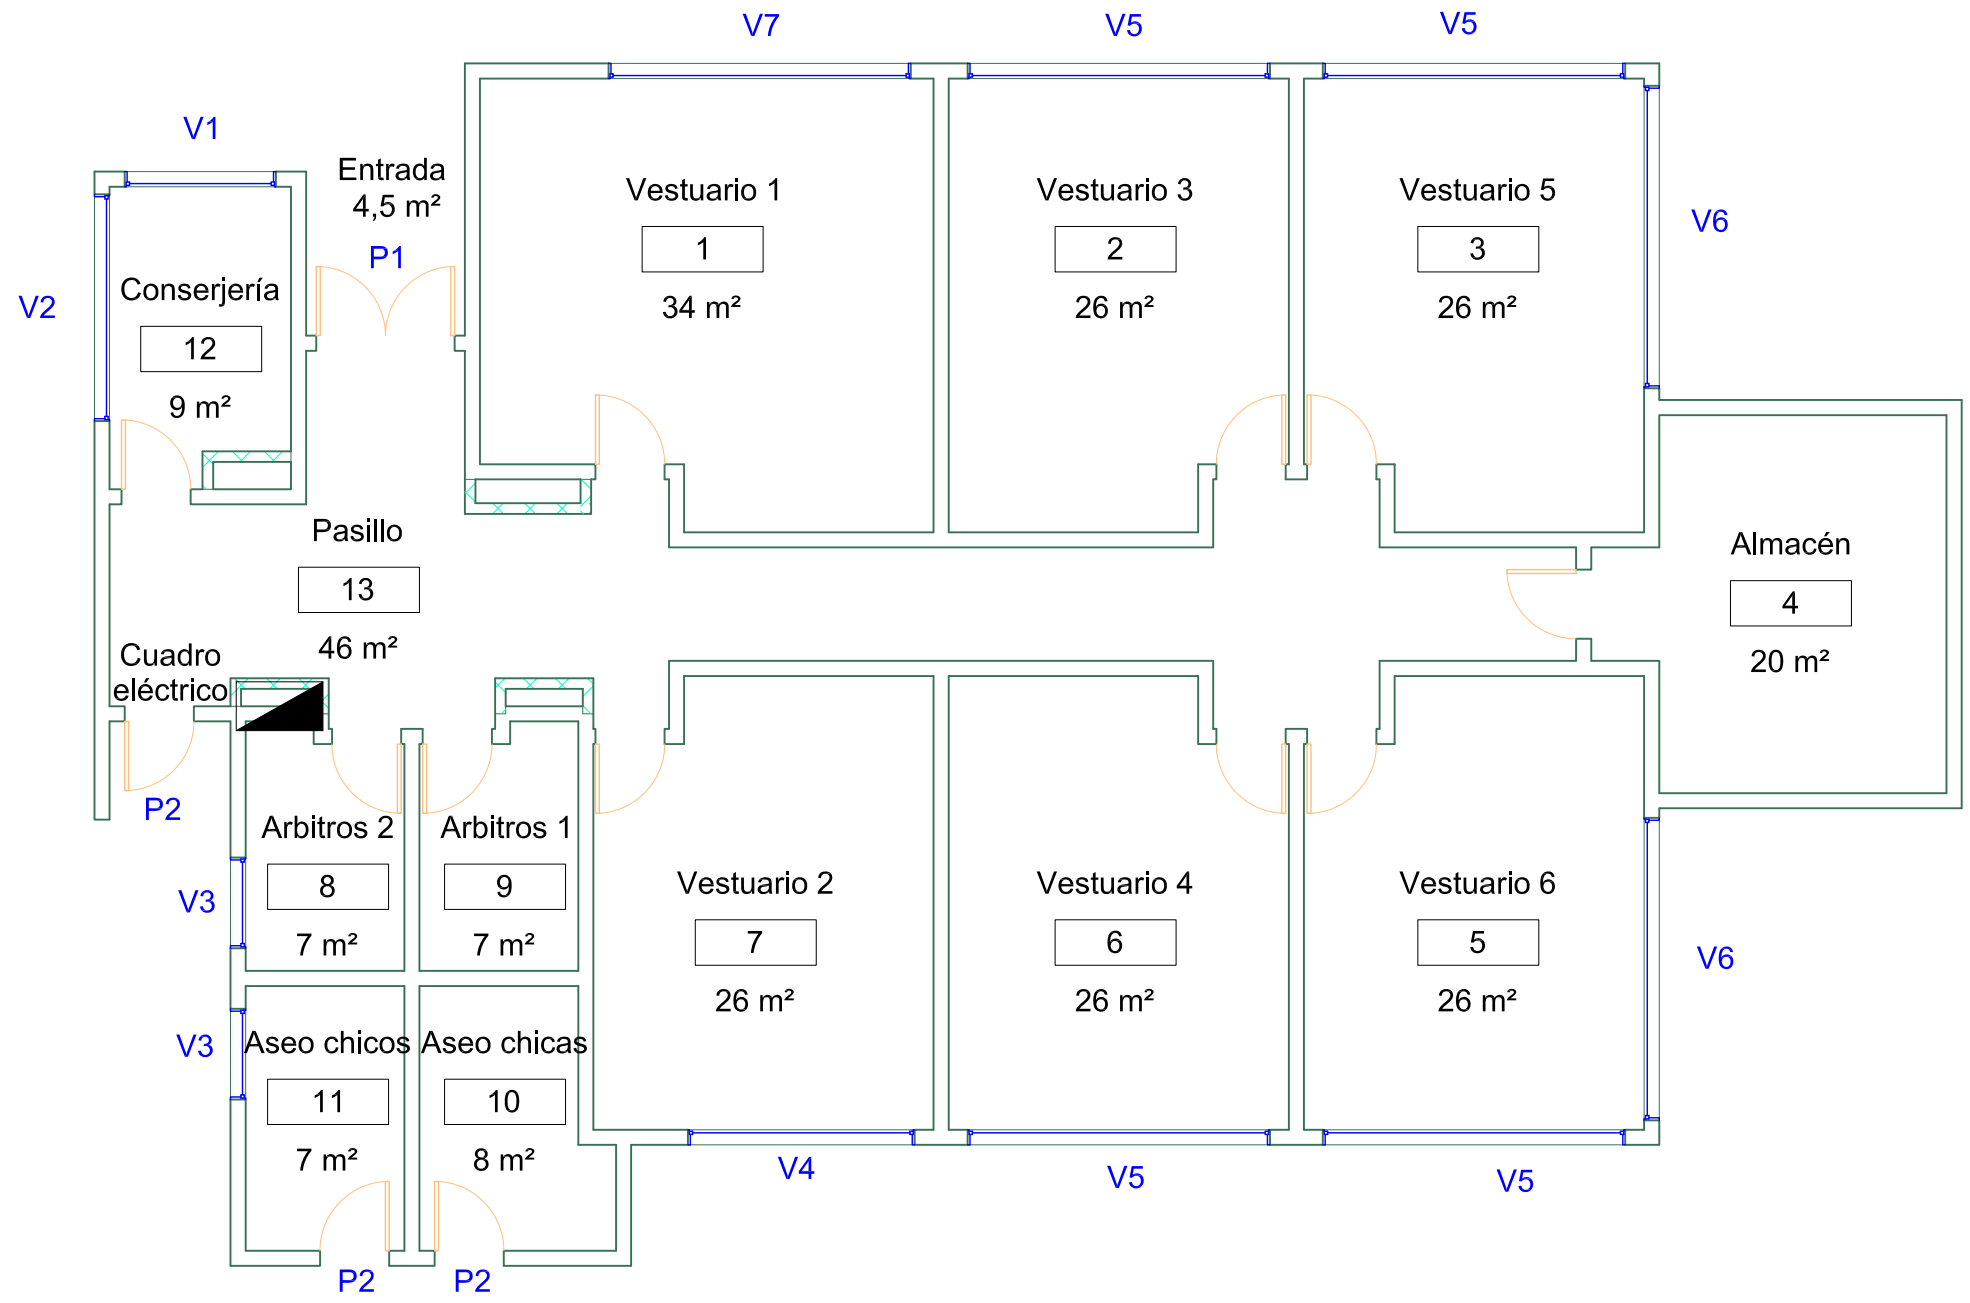 V7
V5
V5
V1
Entrada
4,5 m²
P1
Vestuario 1
1
34 m²
Vestuario 3
2
26 m²
Vestuario 5
3
26 m²
V6
V2
Conserjería
12
9 m²
Pasillo
13
46 m²
Almacén
4
20 m²
Cuadro
eléctrico
P2
Arbitros 2
8
7 m²
Arbitros 1
9
7 m²
Vestuario 2
7
26 m²
Vestuario 4
6
26 m²
Vestuario 6
5
26 m²
V3
V6
V3
Aseo chicos
11
7 m²
Aseo chicas
10
8 m²
V4
V5
V5
P2
P2